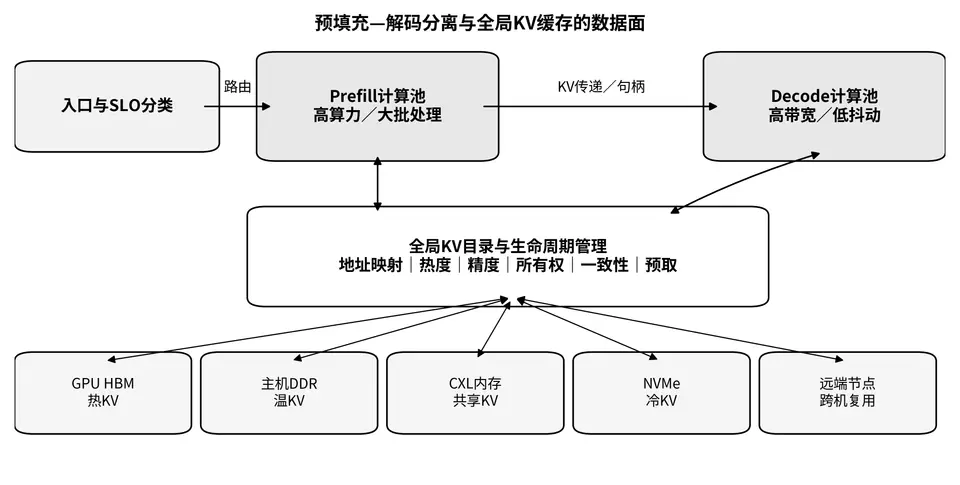 预填充—解码分离与全局KV缓存的数据面
入口与SLO分类
路由
Prefill计算池
高算力／大批处理
KV传递／句柄
Decode计算池
高带宽／低抖动
全局KV目录与生命周期管理
地址映射｜热度｜精度｜所有权｜一致性｜预取
GPU HBM
热KV
主机DDR
温KV
CXL内存
共享KV
NVMe
冷KV
远端节点
跨机复用